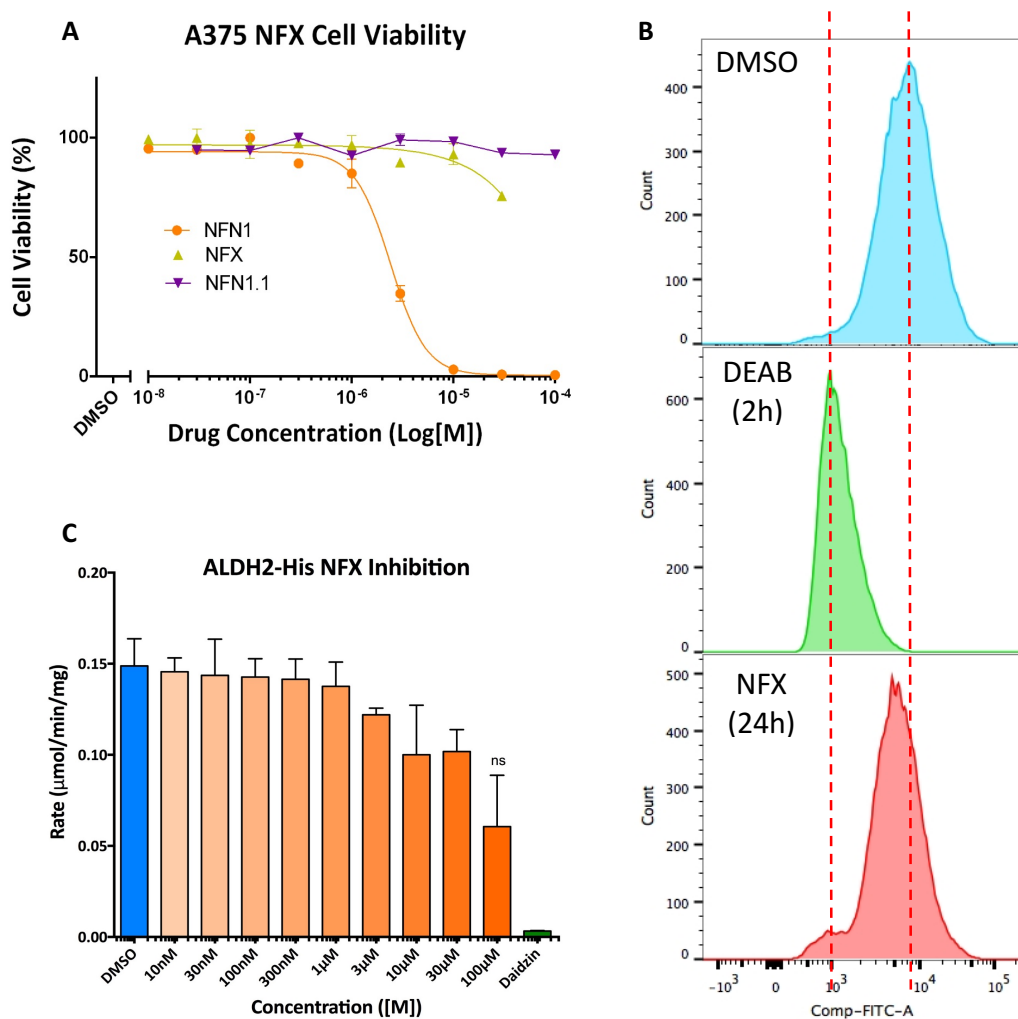 A
A375 NFX Cell Viability
Cell Viability (%)
100
50
0
NFN1
NFX
NFN1.1
DMSO
10⁻⁸
10⁻⁷
10⁻⁶
10⁻⁵
10⁻⁴
Drug Concentration (Log[M])
B
DMSO
Count
400
300
200
100
0
DEAB
(2h)
Count
600
400
200
0
NFX
(24h)
Count
500
400
300
200
100
0
-10³
0
10³
10⁴
10⁵
Comp-FITC-A
C
ALDH2-His NFX Inhibition
Rate (µmol/min/mg)
0.20
0.15
0.10
0.05
0.00
ns
DMSO
10nM
30nM
100nM
300nM
1µM
3µM
10µM
30µM
100µM
Daidzin
Concentration ([M])